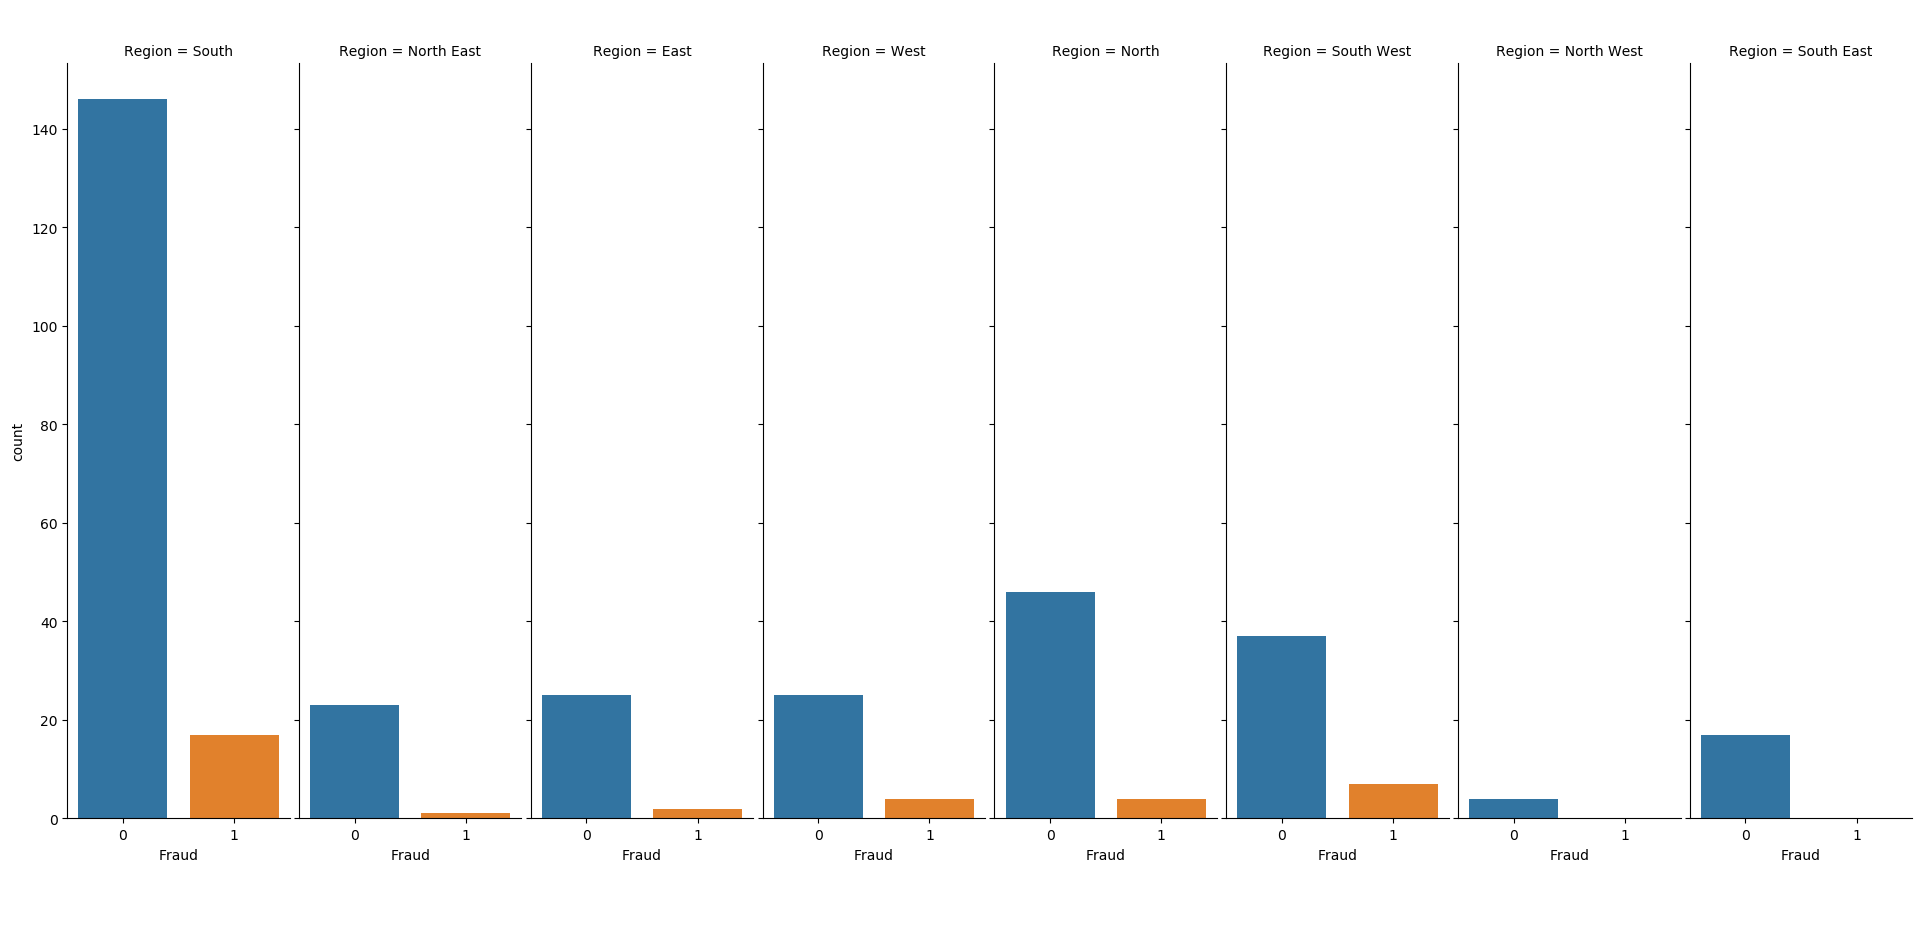 Region = South
Region = North East
Region = East
Region = West
Region = North
Region = South West
Region = North West
Region = South East
count
140
120
100
80
60
40
20
0
0 1
0 1
0 1
0 1
0 1
0 1
0 1
0 1
Fraud
Fraud
Fraud
Fraud
Fraud
Fraud
Fraud
Fraud